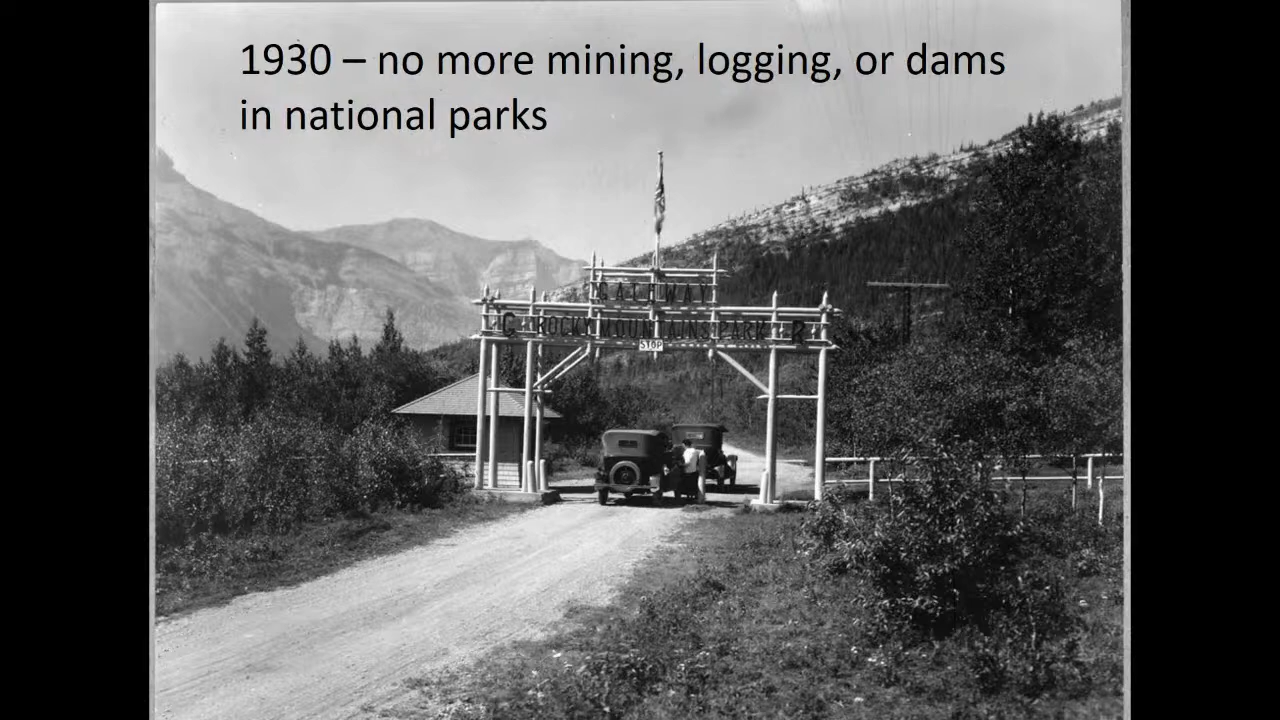 1930 – no more mining, logging, or dams
in national parks
GATEWAY
C ROCKY MOUNTAINS PARK R
STOP